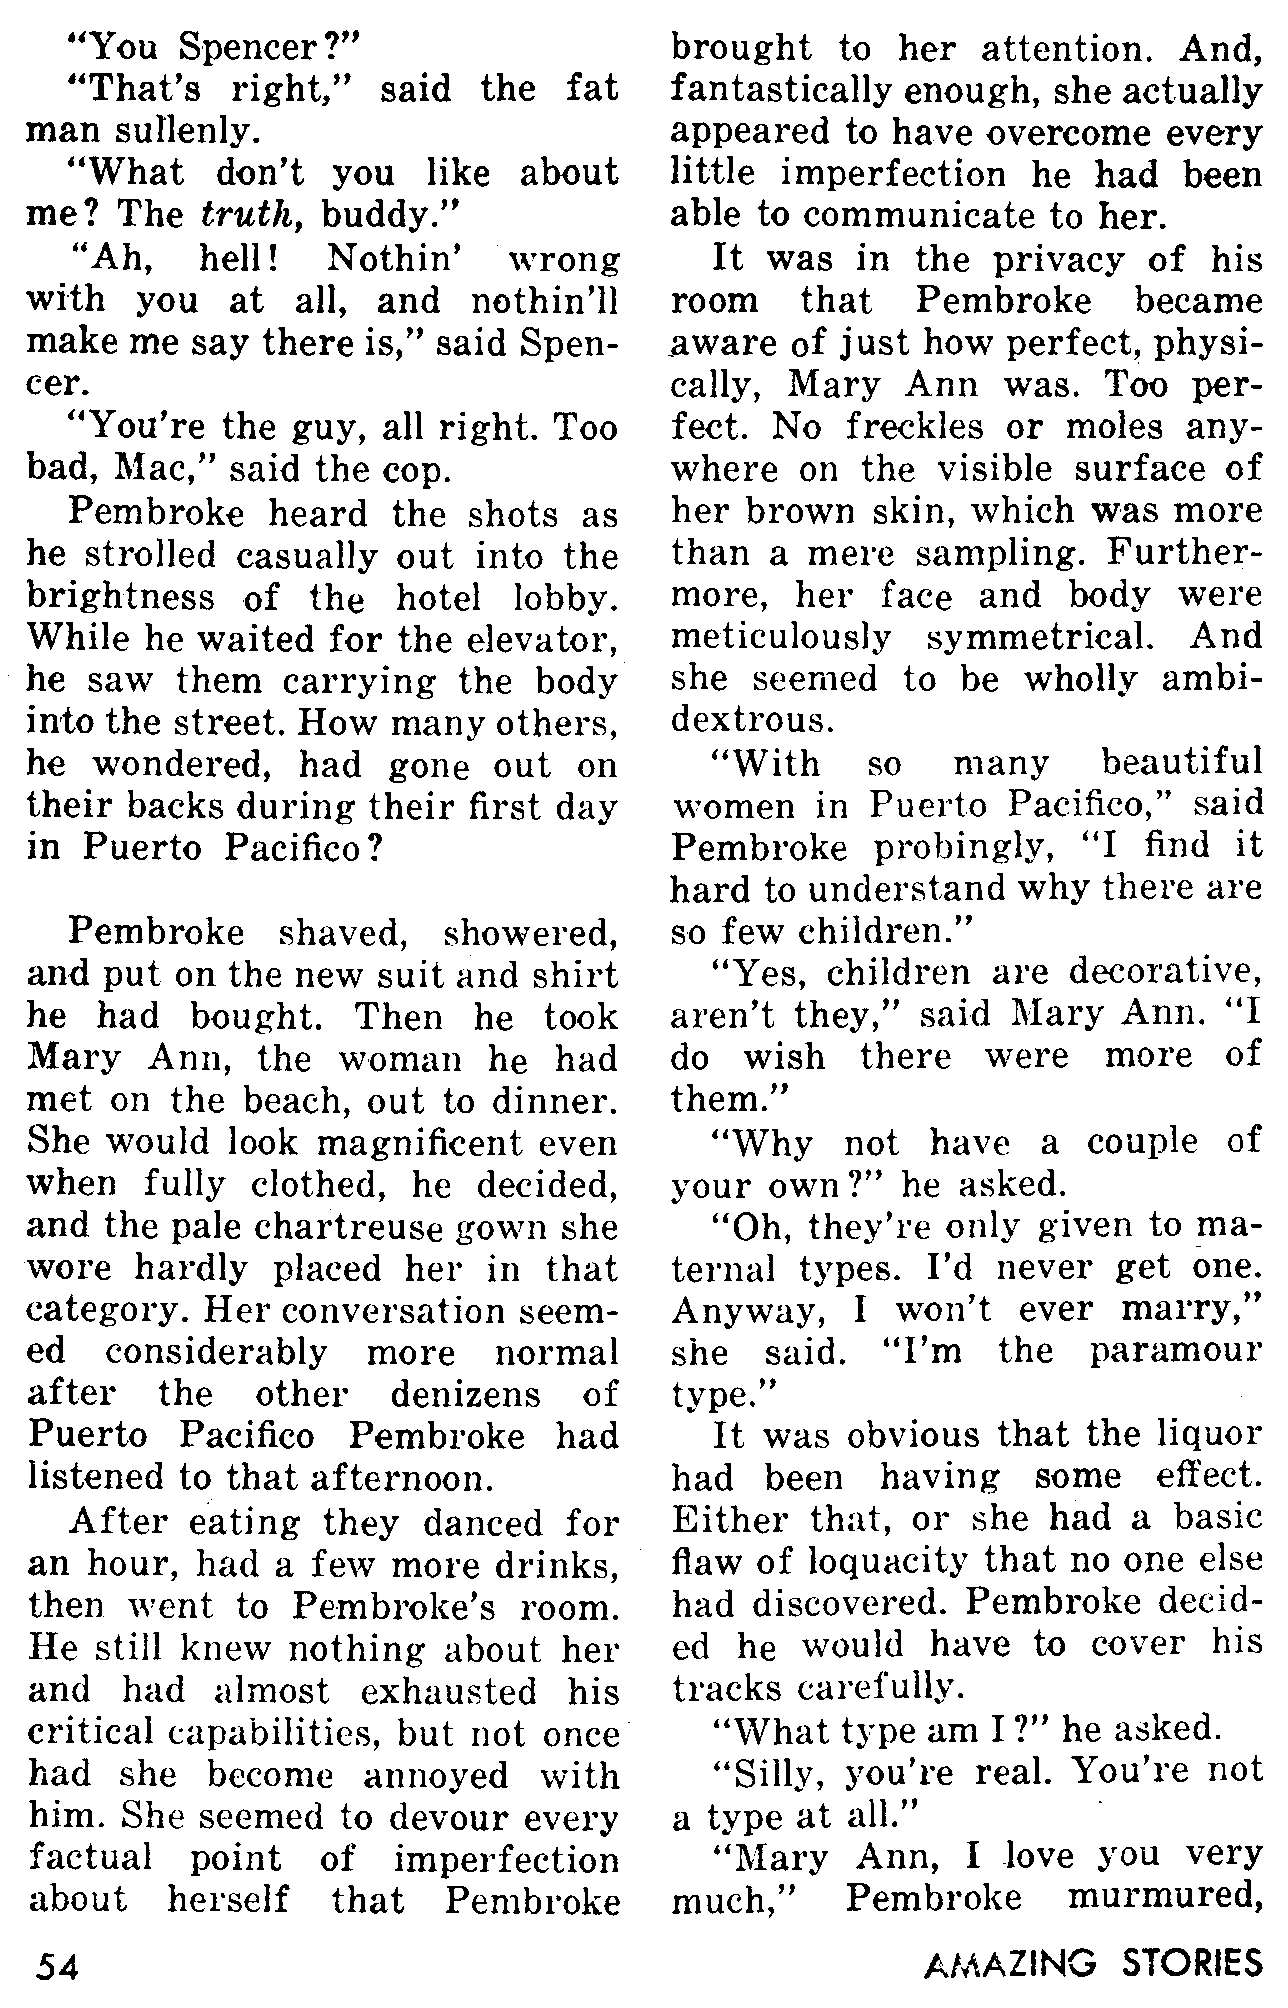 "You Spencer?"
"That's right," said the fat
man sullenly.
"What don't you like about
me? The truth, buddy."
"Ah, hell! Nothin' wrong
with you at all, and nothin'll
make me say there is," said Spen-
cer.
"You're the guy, all right. Too
bad, Mac," said the cop.
Pembroke heard the shots as
he strolled casually out into the
brightness of the hotel lobby.
While he waited for the elevator,
he saw them carrying the body
into the street. How many others,
he wondered, had gone out on
their backs during their first day
in Puerto Pacifico?
Pembroke shaved, showered,
and put on the new suit and shirt
he had bought. Then he took
Mary Ann, the woman he had
met on the beach, out to dinner.
She would look magnificent even
when fully clothed, he decided,
and the pale chartreuse gown she
wore hardly placed her in that
category. Her conversation seem-
ed considerably more normal
after the other denizens of
Puerto Pacifico Pembroke had
listened to that afternoon.
After eating they danced for
an hour, had a few more drinks,
then went to Pembroke's room.
He still knew nothing about her
and had almost exhausted his
critical capabilities, but not once
had she become annoyed with
him. She seemed to devour every
factual point of imperfection
about herself that Pembroke
brought to her attention. And,
fantastically enough, she actually
appeared to have overcome every
little imperfection he had been
able to communicate to her.
It was in the privacy of his
room that Pembroke became
aware of just how perfect, physi-
cally, Mary Ann was. Too per-
fect. No freckles or moles any-
where on the visible surface of
her brown skin, which was more
than a mere sampling. Further-
more, her face and body were
meticulously symmetrical. And
she seemed to be wholly ambi-
dextrous.
"With so many beautiful
women in Puerto Pacifico," said
Pembroke probingly, "I find it
hard to understand why there are
so few children."
"Yes, children are decorative,
aren't they," said Mary Ann. "I
do wish there were more of
them."
"Why not have a couple of
your own?" he asked.
"Oh, they're only given to ma-
ternal types. I'd never get one.
Anyway, I won't ever marry,"
she said. "I'm the paramour
type."
It was obvious that the liquor
had been having some effect.
Either that, or she had a basic
flaw of loquacity that no one else
had discovered. Pembroke decid-
ed he would have to cover his
tracks carefully.
"What type am I?" he asked.
"Silly, you're real. You're not
a type at all."
"Mary Ann, I love you very
much," Pembroke murmured,
54
AMAZING STORIES